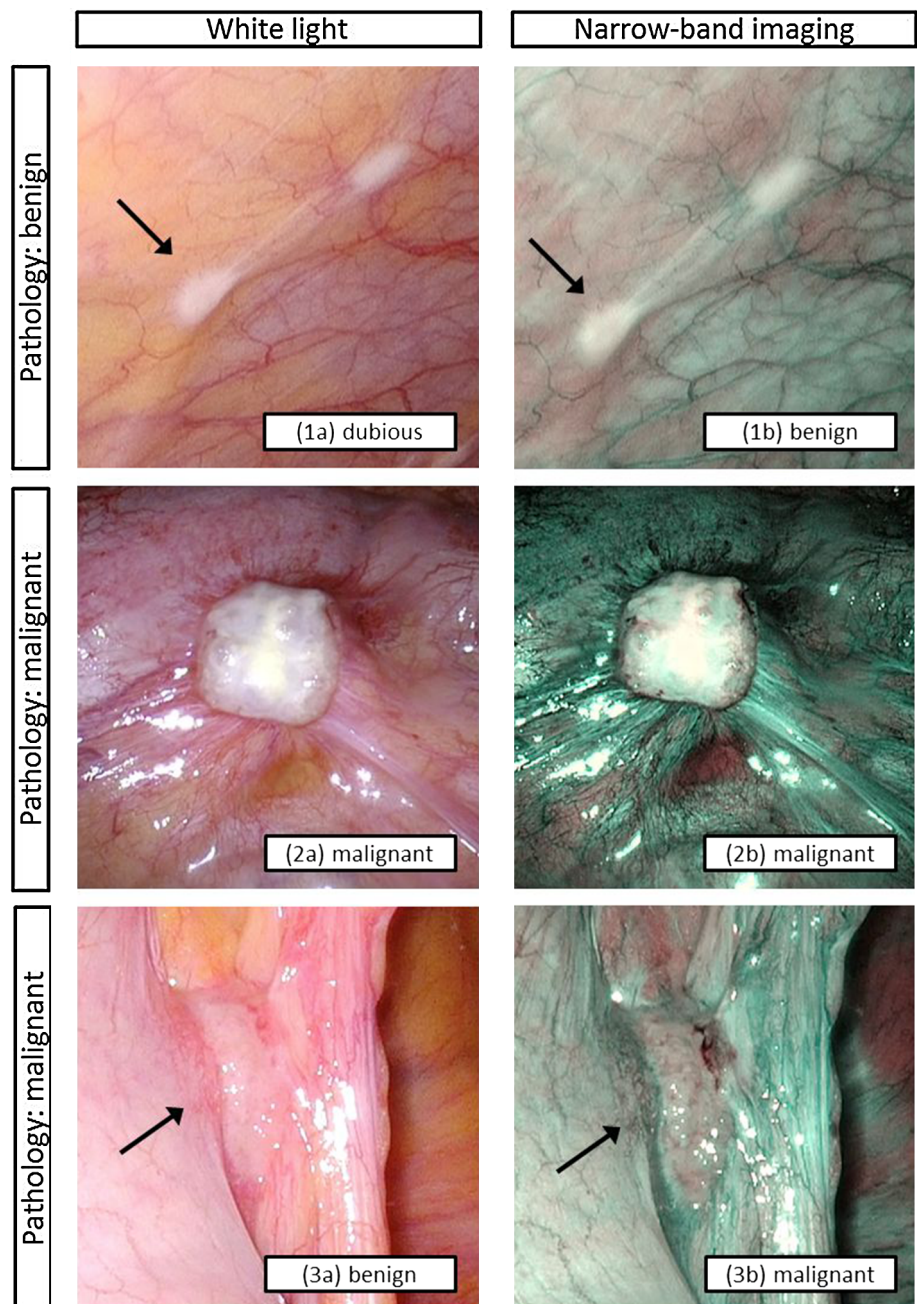 White light
Narrow-band imaging
Pathology: benign
(1a) dubious
(1b) benign
Pathology: malignant
(2a) malignant
(2b) malignant
Pathology: malignant
(3a) benign
(3b) malignant